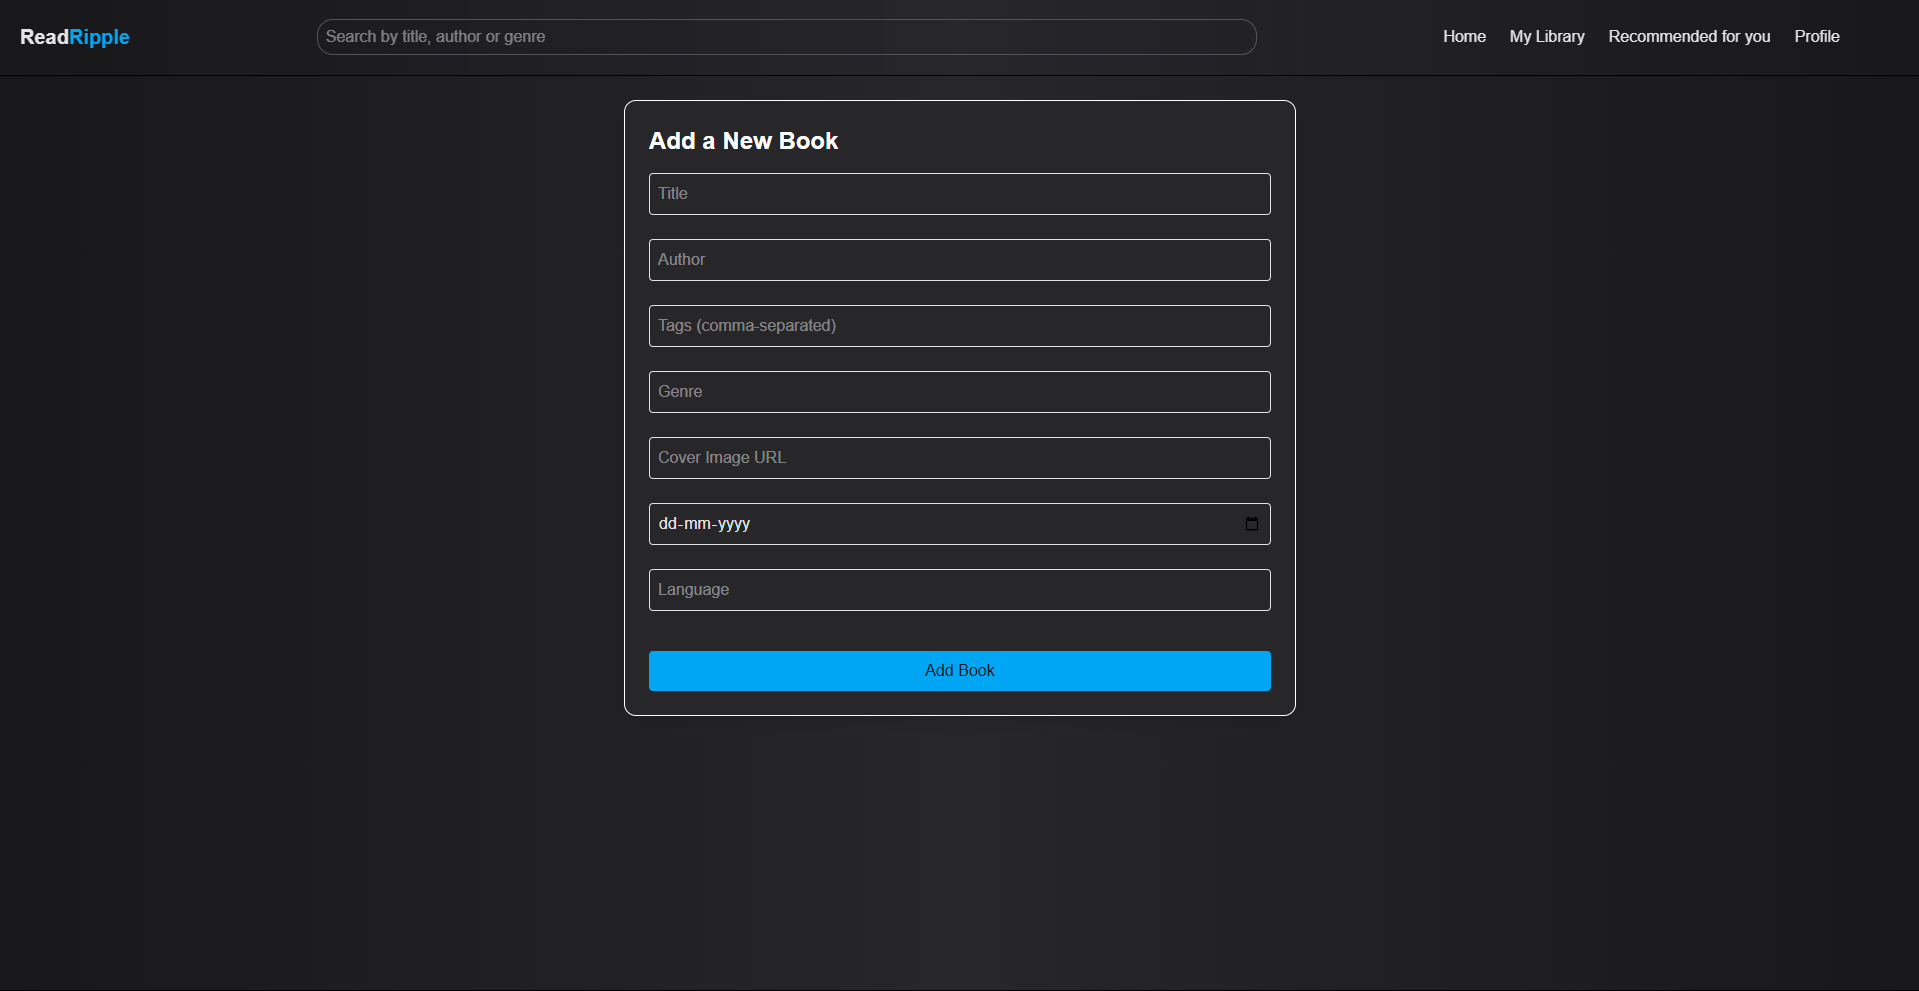 ReadRipple
Search by title, author or genre
Home
My Library
Recommended for you
Profile
Add a New Book
Title
Author
Tags (comma-separated)
Genre
Cover Image URL
dd-mm-yyyy
Language
Add Book